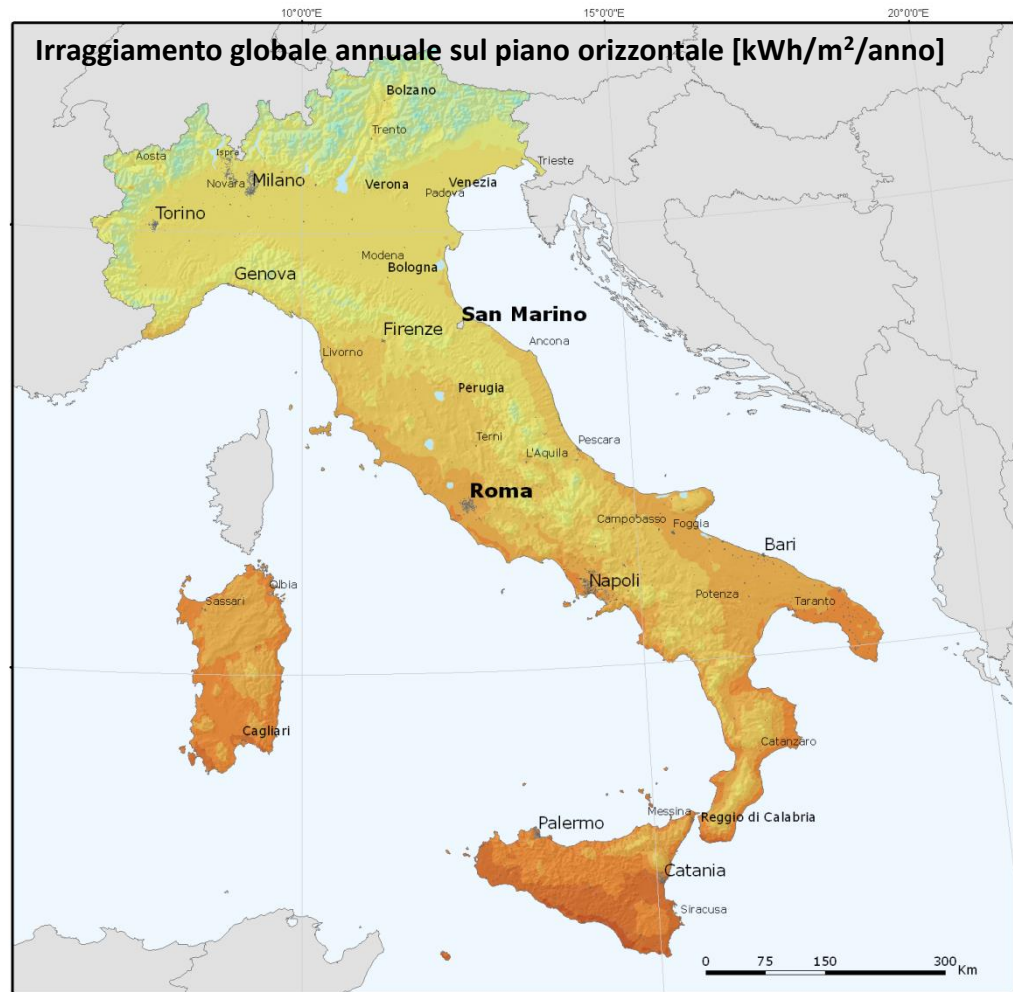 10°0'0"E
15°0'0"E
20°0'0"E
Irraggiamento globale annuale sul piano orizzontale [kWh/m²/anno]
Bolzano
Trento
Aosta
Ispra
Trieste
Novara
Milano
Verona
Venezia
Padova
Torino
Modena
Bologna
Genova
San Marino
Firenze
Ancona
Livorno
Perugia
Terni
Pescara
L'Aquila
Roma
Campobasso
Foggia
Bari
Napoli
Olbia
Sassari
Potenza
Taranto
Cagliari
Catanzaro
Messina
Reggio di Calabria
Palermo
Catania
Siracusa
0 75 150 300 Km